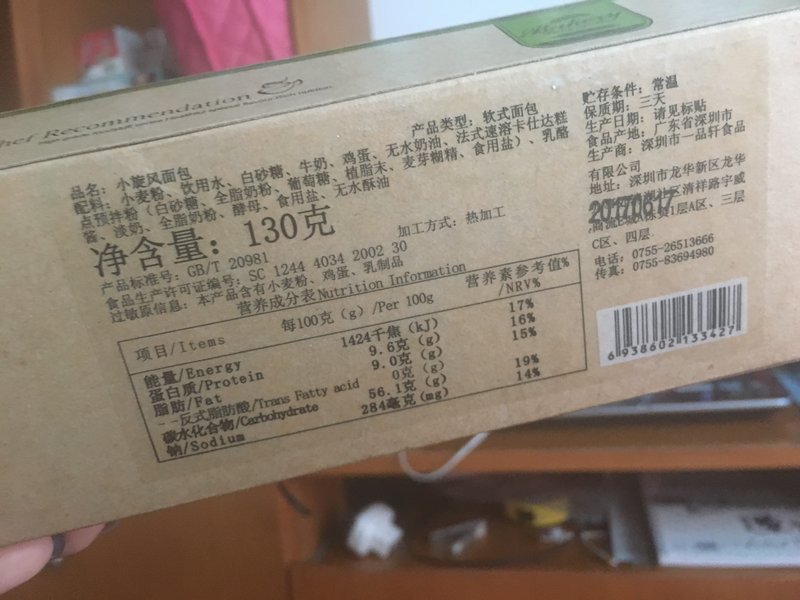 Chef Recommendation
品名：小旋风面包
产品类型：软式面包
配料：小麦粉、饮用水、白砂糖、牛奶、鸡蛋、无水奶油、法式速溶卡仕达糕
点预拌粉（白砂糖、全脂奶粉、葡萄糖、植脂末、麦芽糊精、食用盐）、乳酪
酱、淡奶、全脂奶粉、酵母、食用盐、无水酥油
净含量：130克
加工方式：热加工
产品标准号：GB/T 20981
食品生产许可证编号：SC 1244 4034 2002 30
过敏原信息：本产品含有小麦粉、鸡蛋、乳制品
营养成分表Nutrition Information
项目/Items 每100克（g）/Per 100g 营养素参考值%/NRV%
能量/Energy 1424千焦（kJ） 17%
蛋白质/Protein 9.6克（g） 16%
脂肪/Fat 9.0克（g） 15%
--反式脂肪酸/Trans Fatty acid 0克（g）
碳水化合物/Carbohydrate 56.1克（g） 19%
钠/Sodium 284毫克（mg） 14%
贮存条件：常温
保质期：三天
生产日期：请见标贴
食品产地：广东省深圳市
生产商：深圳市一品轩食品
有限公司
地址：深圳市龙华新区龙华
清祥路宇威
20170617
1层A区、三层
C区、四层
电话：0755-26513666
传真：0755-83694980
6 938602 133427